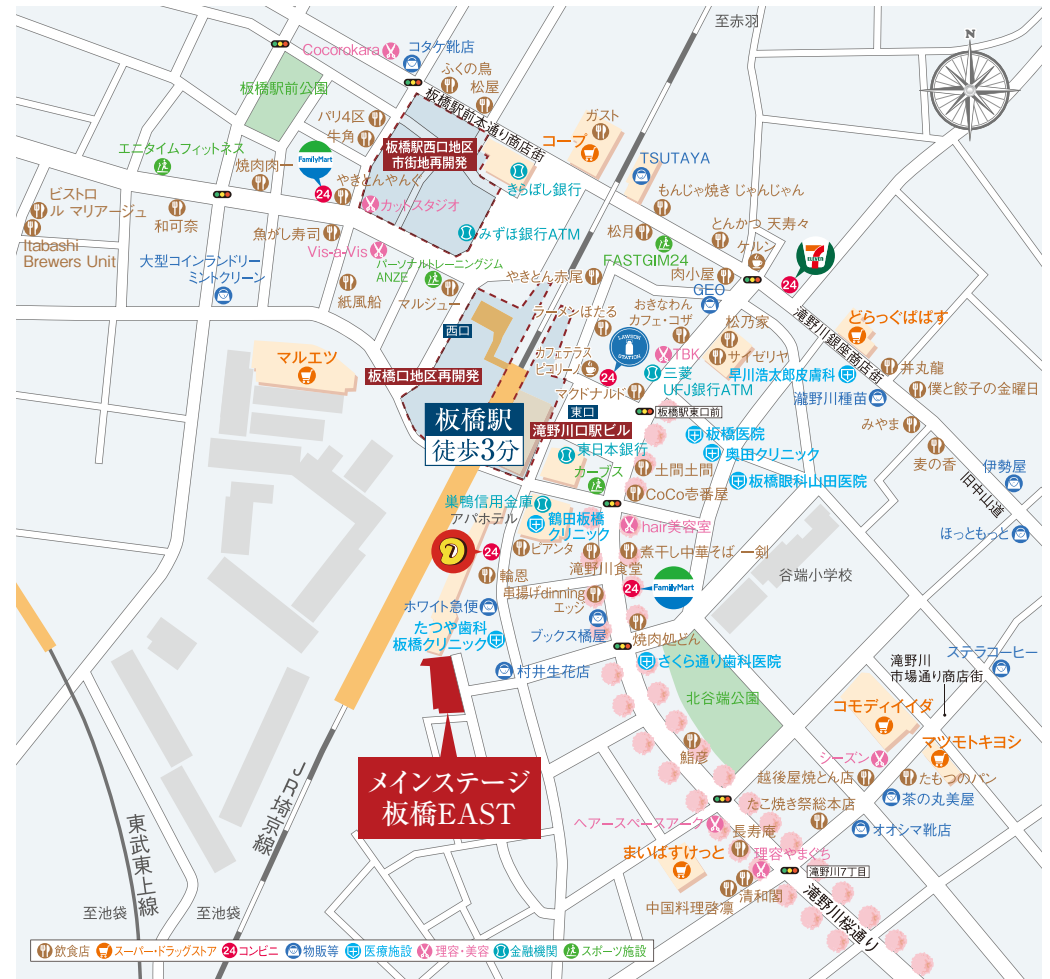 至赤羽
N
Cocorokara
コタケ靴店
ふくの鳥
松屋
板橋駅前本通り商店街
板橋駅前公園
パリ4区
牛角
ガスト
コープ
板橋駅西口地区
市街地再開発
エニタイムフィットネス
焼肉肉一
FamilyMart
24
やきとんやんぐ
きらぼし銀行
TSUTAYA
カットスタジオ
もんじゃ焼き じゃんじゃん
ビストロ
ル マリアージュ
和可奈
魚がし寿司
みずほ銀行ATM
松月
とんかつ 天寿々
ケルン
7
ELEVEN
24
Itabashi
Brewers Unit
Vis-a-Vis
FASTGIM24
大型コインランドリー
ミントクリーン
パーソナルトレーニングジム
ANZE
やきとん赤尾
肉小屋
GEO
紙風船
マルジュー
ラーメンほたる
おきなわん
カフェ・コザ
松乃家
滝野川銀座商店街
どらっぐぱぱす
西口
LAWSON
STATION
カフェテラス
ピコリーノ
24
TBK
サイゼリヤ
マルエツ
板橋口地区再開発
三菱
UFJ銀行ATM
早川浩太郎皮膚科
丼丸龍
マクドナルド
僕と餃子の金曜日
瀧野川種苗
板橋駅
徒歩3分
東口
板橋駅東口前
みやま
滝野川口駅ビル
板橋医院
東日本銀行
奥田クリニック
麦の香
カーブス
土間土間
板橋眼科山田医院
伊勢屋
CoCo壱番屋
旧中山道
巣鴨信用金庫
アパホテル
鶴田板橋
クリニック
hair美容室
ほっともっと
24
ピアンタ
煮干し中華そば 一剣
滝野川食堂
谷端小学校
輪恩
串揚げdinning
エッジ
24
FamilyMart
ホワイト急便
たつや歯科
板橋クリニック
ブックス橘屋
焼肉処どん
さくら通り歯科医院
ステラコーヒー
滝野川
市場通り商店街
村井生花店
北谷端公園
コモディイイダ
鮨彦
マツモトキヨシ
シーズン
メインステージ
板橋EAST
越後屋焼とん店
たもつのパン
JR埼京線
たこ焼き祭総本店
茶の丸美屋
ヘアースペースアーク
オオシマ靴店
東武東上線
長寿庵
まいばすけっと
理容やまぐち
滝野川7丁目
清和閣
中国料理啓凛
滝野川桜通り
至池袋
至池袋
飲食店 スーパー・ドラッグストア 24 コンビニ 物販等 医療施設 理容・美容 金融機関 スポーツ施設